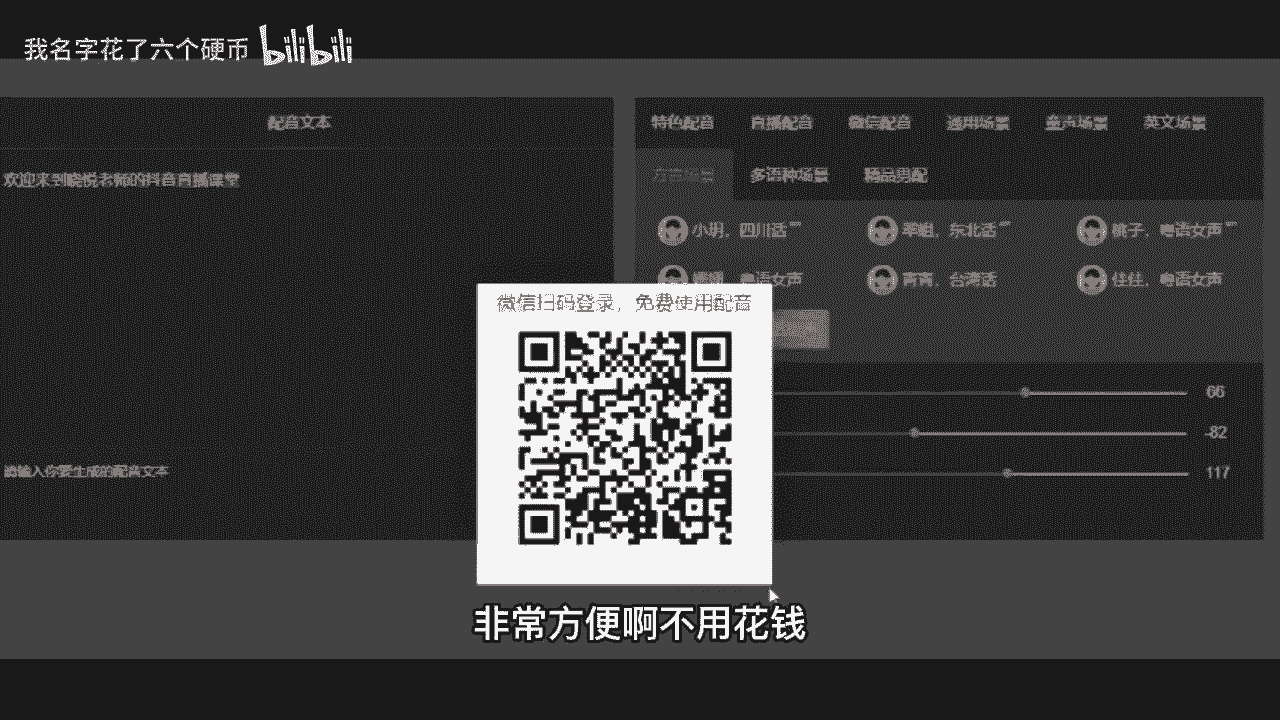 我名字花了六个硬币 bilibili
配音文本
特色配音 直播配音 微信配音 通用场景 童声场景 英文场景
欢迎来到晓悦老师的抖音直播课堂
方言场景 多语种场景 精品男配
小玥，四川话 翠姐，东北话 桃子，粤语女声
粤语女声 青青，台湾话 佳佳，粤语女声
微信扫码登录，免费使用配音
66
-82
请输入你要生成的配音文本
117
非常方便啊不用花钱